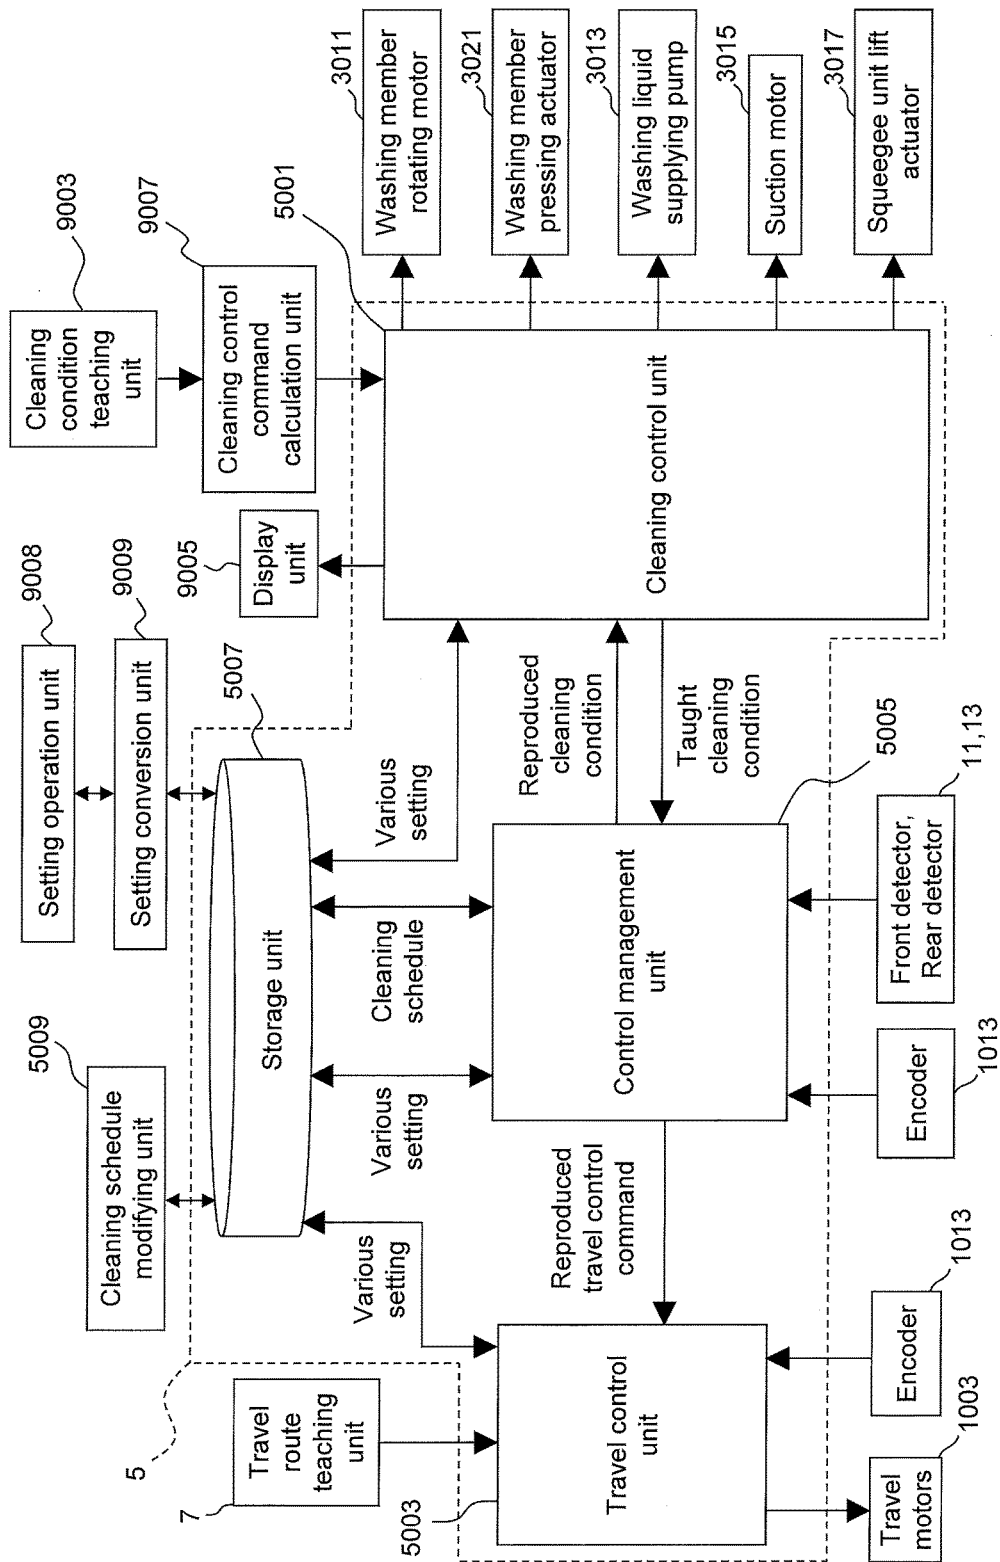 9003
Cleaning
condition
teaching
unit
9007
Cleaning control
command
calculation unit
5001
9008
Setting operation unit
9009
Setting conversion unit
9005
Display
unit
5009
Cleaning schedule
modifying unit
5007
Storage unit
5
7
Travel
route
teaching
unit
Various
setting
Various
setting
Cleaning
schedule
Various
setting
5003
Travel control
unit
Reproduced
travel control
command
Control management
unit
5005
Reproduced
cleaning
condition
Taught
cleaning
condition
Cleaning control unit
3011
Washing member
rotating motor
3021
Washing member
pressing actuator
3013
Washing liquid
supplying pump
3015
Suction motor
3017
Squeegee unit lift
actuator
Travel
motors
1003
Encoder
1013
Encoder
1013
Front detector,
Rear detector
11,13